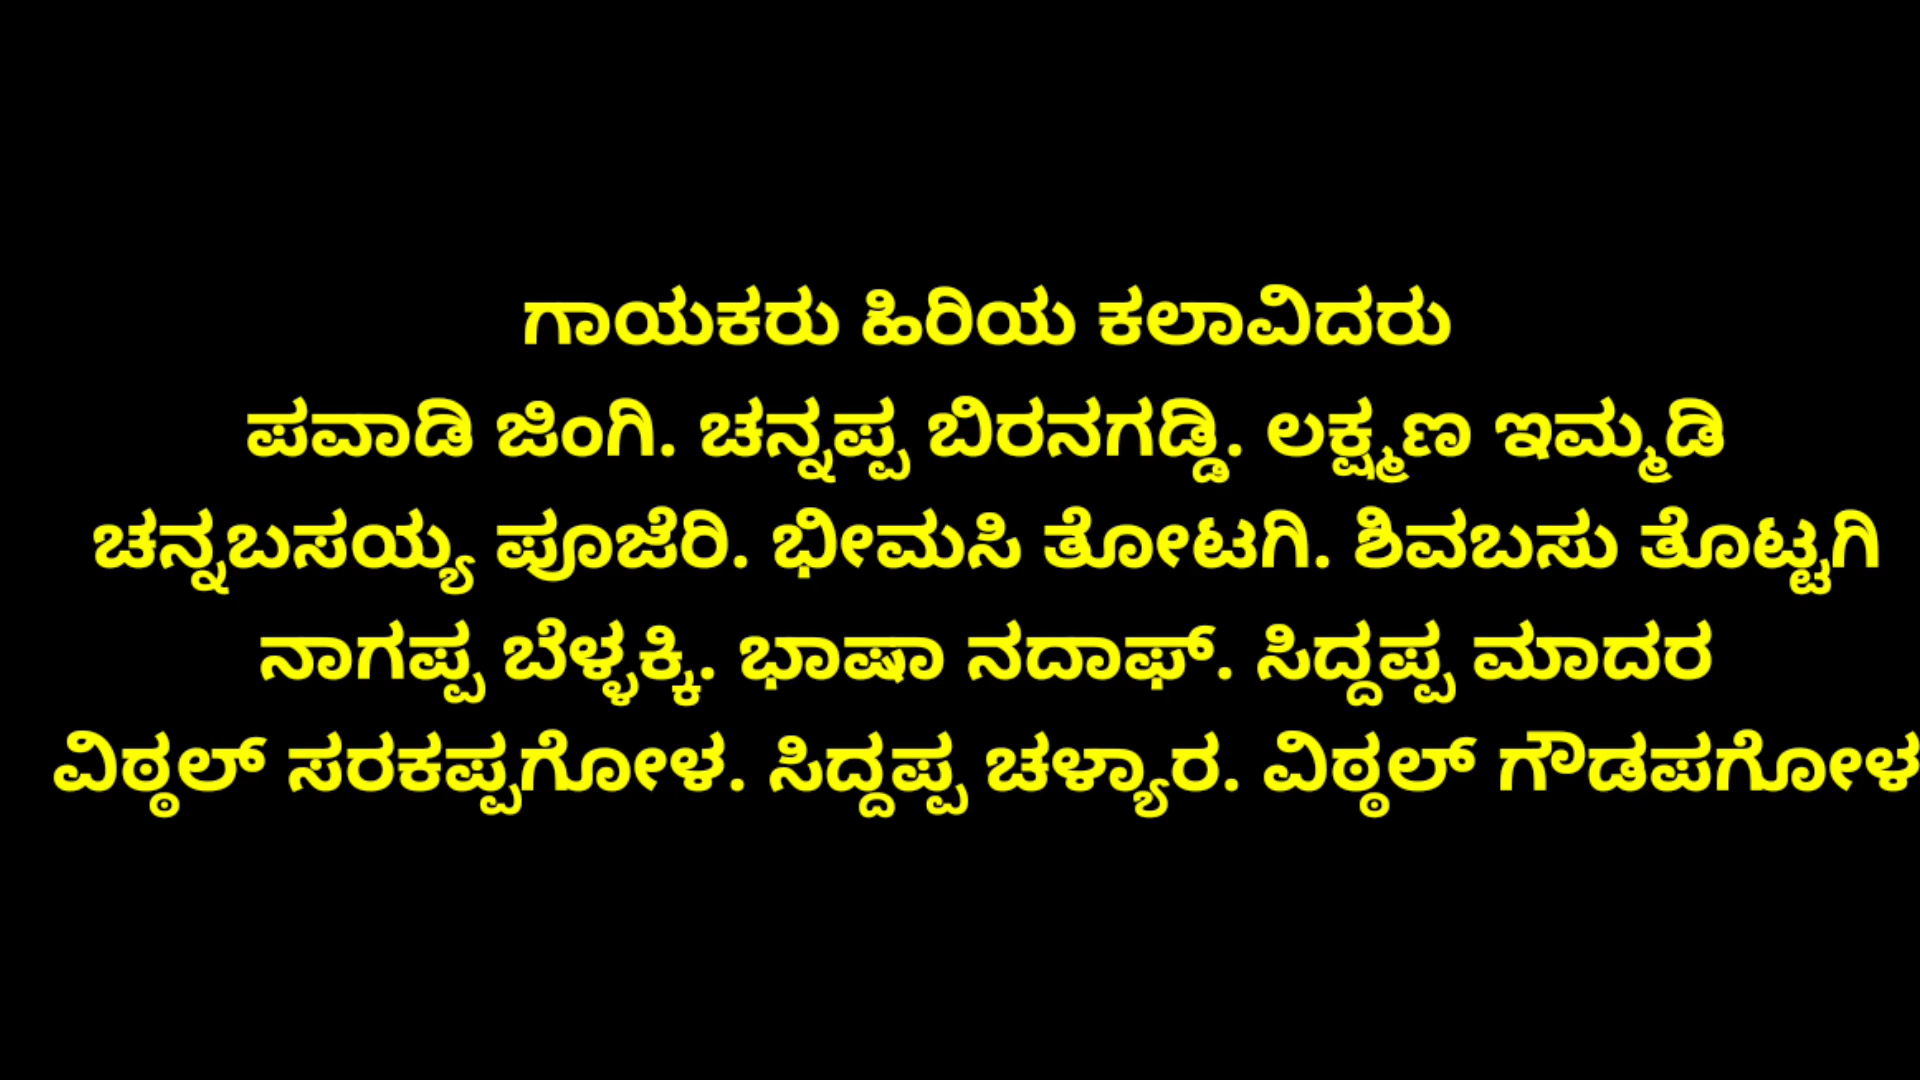 ಗಾಯಕರು ಹಿರಿಯ ಕಲಾವಿದರು
ಪವಾಡಿ ಜಿಂಗಿ. ಚನ್ನಪ್ಪ ಬಿರನಗಡ್ಡಿ. ಲಕ್ಷ್ಮಣ ಇಮ್ಮಡಿ
ಚನ್ನಬಸಯ್ಯ ಪೂಜೆರಿ. ಭೀಮಸಿ ತೋಟಗಿ. ಶಿವಬಸು ತೊಟ್ಟಗಿ
ನಾಗಪ್ಪ ಬೆಳ್ಳಕ್ಕಿ. ಭಾಷಾ ನದಾಫ್. ಸಿದ್ದಪ್ಪ ಮಾದರ
ವಿಠ್ಠಲ್ ಸರಕಪ್ಪಗೋಳ. ಸಿದ್ದಪ್ಪ ಚಳ್ಯಾರ. ವಿಠ್ಠಲ್ ಗೌಡಪಗೋಳ